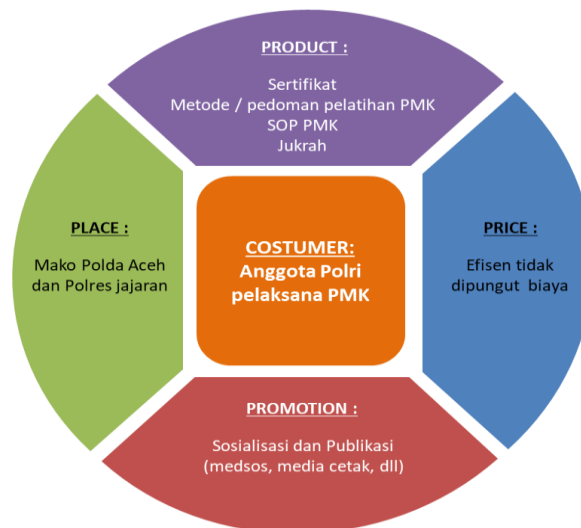 PRODUCT :
Sertifikat
Metode / pedoman pelatihan PMK
SOP PMK
Jukrah
PLACE :
Mako Polda Aceh
dan Polres jajaran
COSTUMER:
Anggota Polri
pelaksana PMK
PRICE :
Efisen tidak
dipungut biaya
PROMOTION :
Sosialisasi dan Publikasi
(medsos, media cetak, dll)